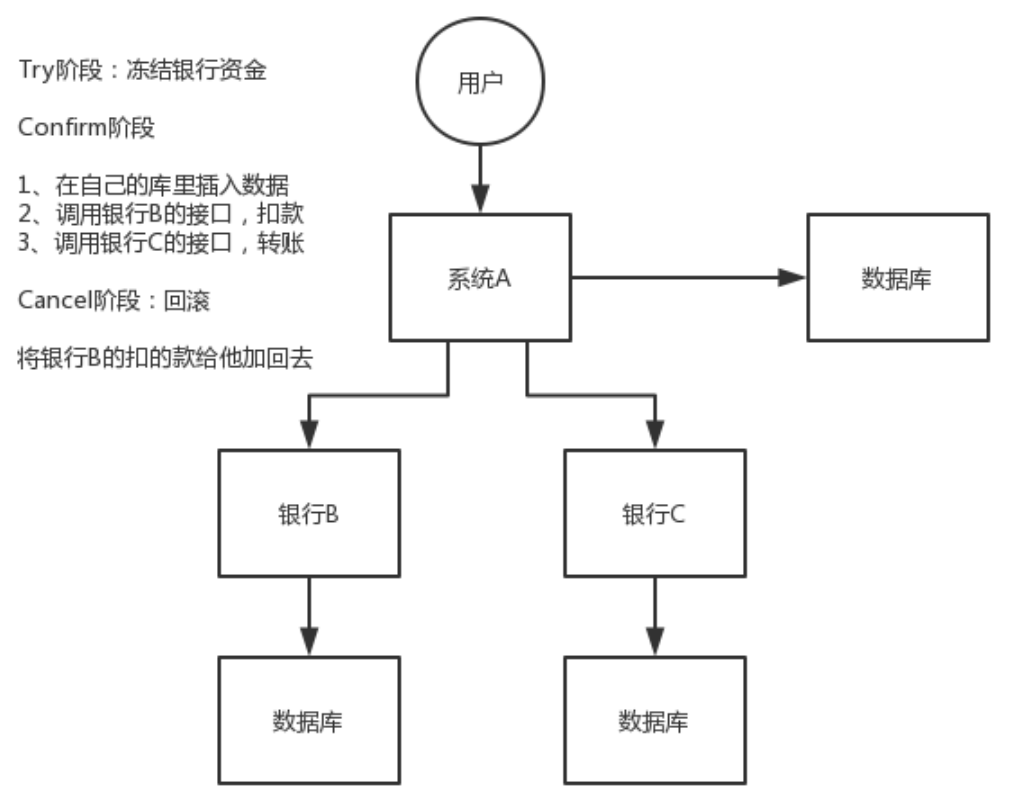 Try阶段：冻结银行资金
Confirm阶段
1、在自己的库里插入数据
2、调用银行B的接口，扣款
3、调用银行C的接口，转账
Cancel阶段：回滚
将银行B的扣的款给他加回去
用户
系统A
数据库
银行B
银行C
数据库
数据库